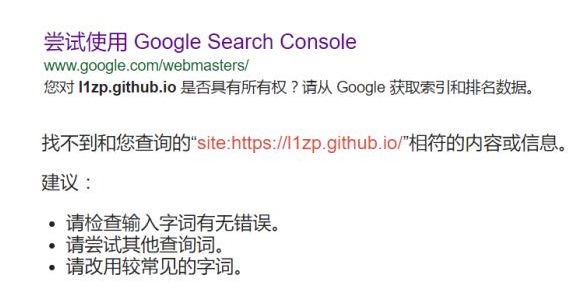 尝试使用 Google Search Console
www.google.com/webmasters/
您对 l1zp.github.io 是否具有所有权？请从 Google 获取索引和排名数据。
找不到和您查询的“site:https://l1zp.github.io/”相符的内容或信息。
建议：
请检查输入字词有无错误。
请尝试其他查询词。
请改用较常见的字词。